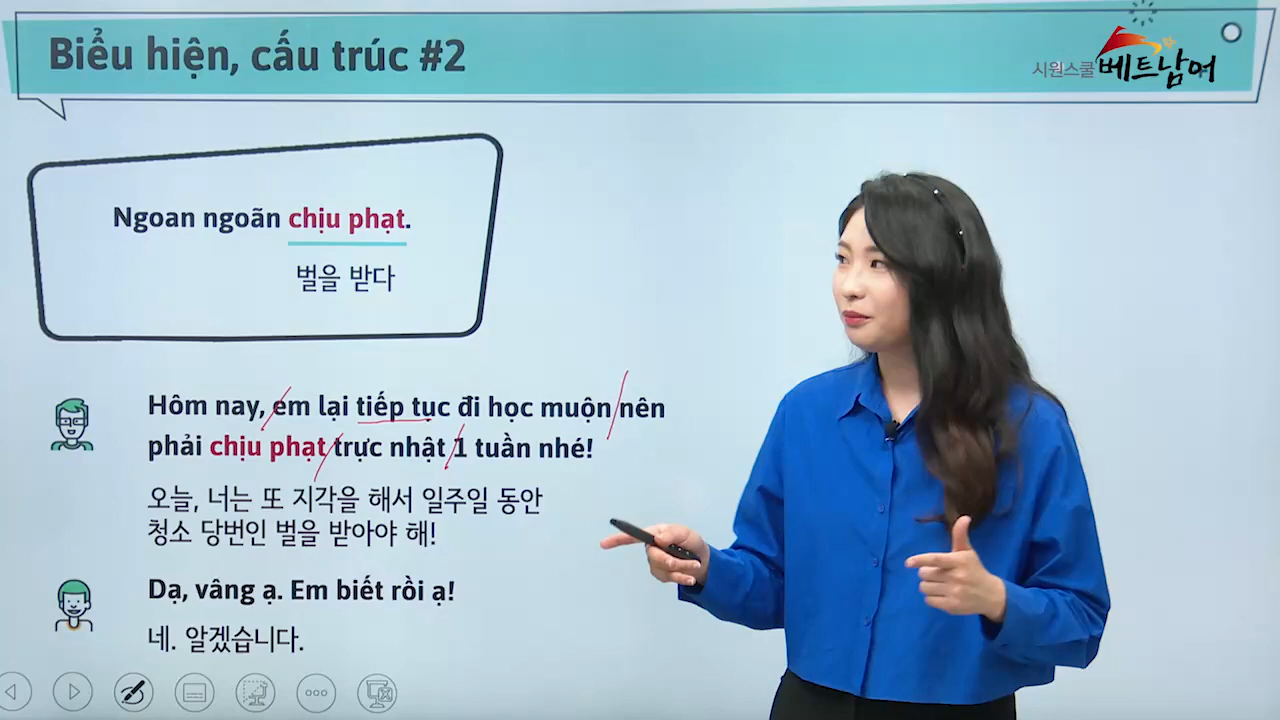 Biểu hiện, cấu trúc #2
시원스쿨 베트남어
Ngoan ngoãn chịu phạt.
벌을 받다
Hôm nay, em lại tiếp tục đi học muộn nên
phải chịu phạt trực nhật 1 tuần nhé!
오늘, 너는 또 지각을 해서 일주일 동안
청소 당번인 벌을 받아야 해!
Dạ, vâng ạ. Em biết rồi ạ!
네. 알겠습니다.